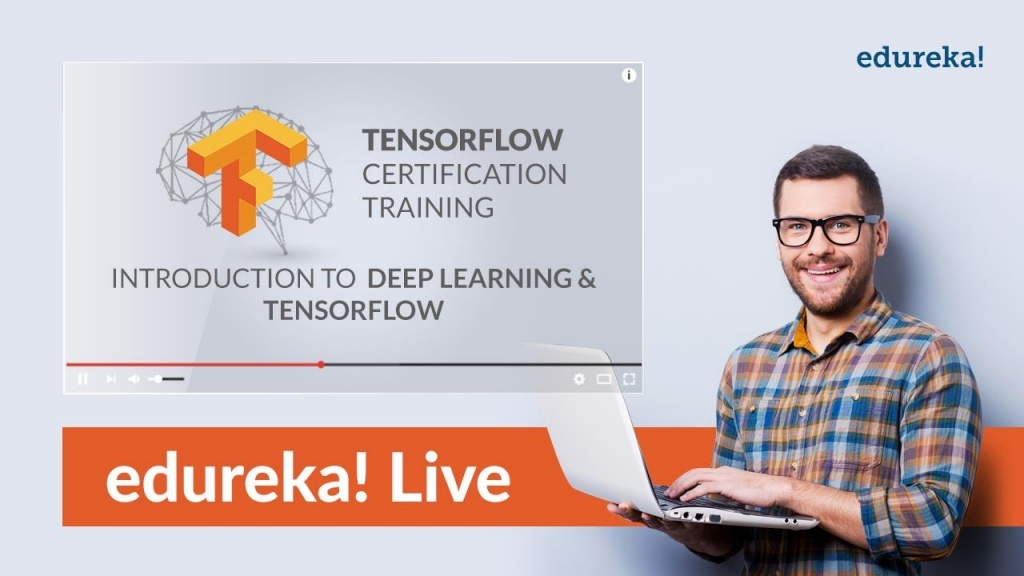 edureka!
i
TENSORFLOW
CERTIFICATION
TRAINING
INTRODUCTION TO DEEP LEARNING &
TENSORFLOW
edureka! Live